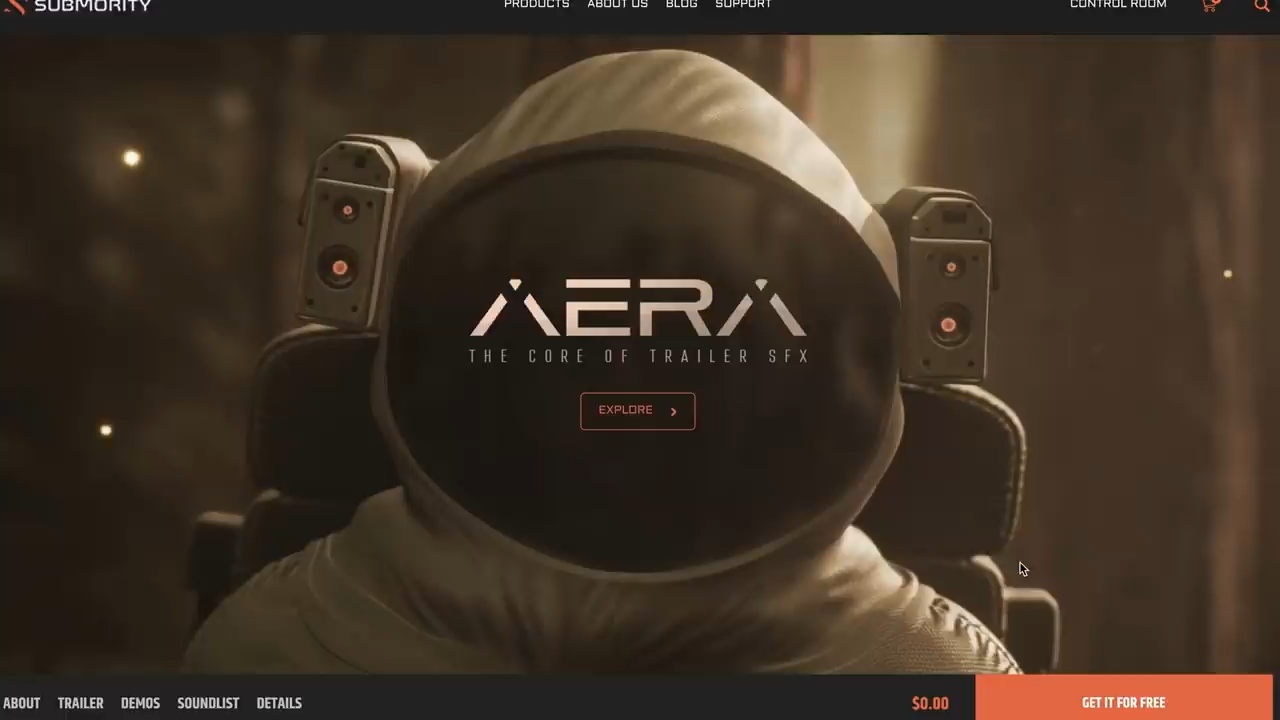 SUBMORITY
PRODUCTS ABOUT US BLOG SUPPORT CONTROL ROOM
AERA
THE CORE OF TRAILER SFX
EXPLORE
ABOUT TRAILER DEMOS SOUNDLIST DETAILS $0.00 GET IT FOR FREE